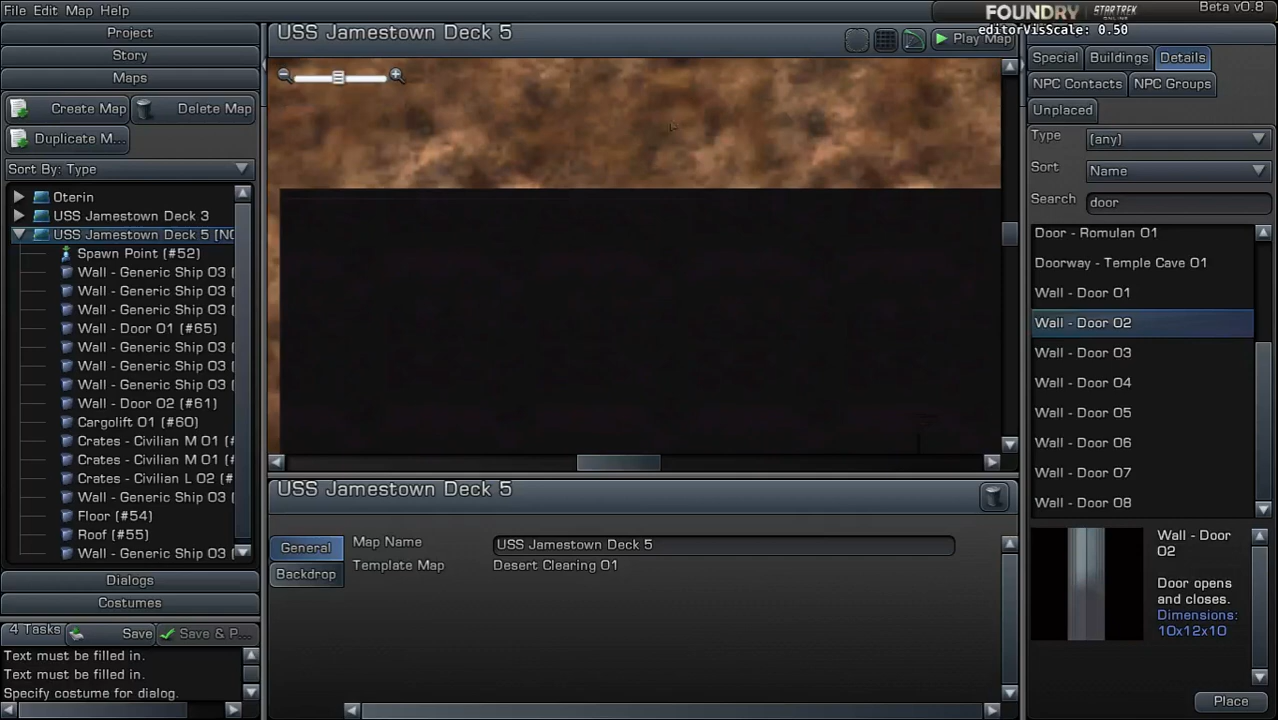 File Edit Map Help
FOUNDRY STAR TREK ONLINE
Beta v0.8
editorVisScale: 0.50
Project
Story
Maps
Create Map
Delete Map
Duplicate M...
Sort By: Type
Oterin
USS Jamestown Deck 3
USS Jamestown Deck 5 [NO
Spawn Point (#52)
Wall - Generic Ship 03 (
Wall - Generic Ship 03 (
Wall - Generic Ship 03 (
Wall - Door 01 (#65)
Wall - Generic Ship 03 (
Wall - Generic Ship 03 (
Wall - Generic Ship 03 (
Wall - Door 02 (#61)
Cargolift 01 (#60)
Crates - Civilian M 01 (#
Crates - Civilian M 01 (#
Crates - Civilian L 02 (#
Wall - Generic Ship 03 (
Floor (#54)
Roof (#55)
Wall - Generic Ship 03 (
Dialogs
Costumes
4 Tasks
Save
Save & P...
Text must be filled in.
Text must be filled in.
Specify costume for dialog.
USS Jamestown Deck 5
Play Map
USS Jamestown Deck 5
General
Backdrop
Map Name
USS Jamestown Deck 5
Template Map
Desert Clearing 01
Special
Buildings
Details
NPC Contacts
NPC Groups
Unplaced
Type
(any)
Sort
Name
Search
door
Door - Romulan 01
Doorway - Temple Cave 01
Wall - Door 01
Wall - Door 02
Wall - Door 03
Wall - Door 04
Wall - Door 05
Wall - Door 06
Wall - Door 07
Wall - Door 08
Wall - Door
02
Door opens
and closes.
Dimensions:
10x12x10
Place